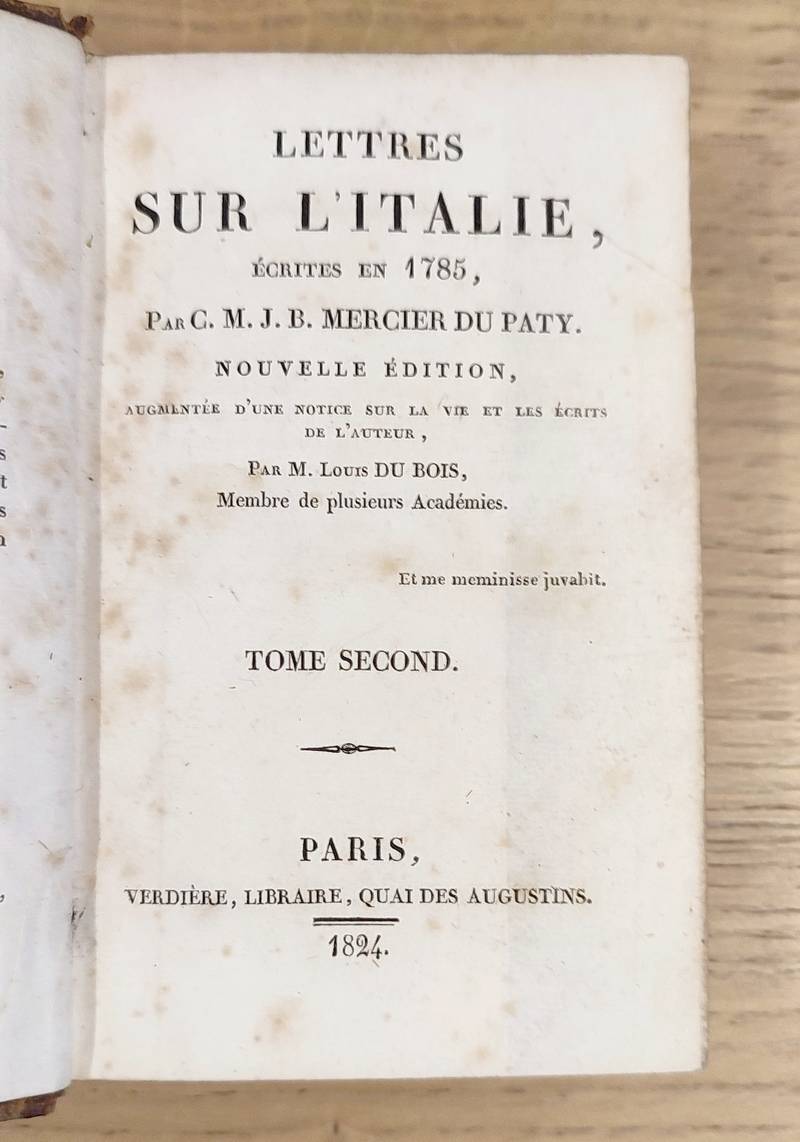 LETTRES
SUR L'ITALIE,
ÉCRITES EN 1785,
PAR C. M. J. B. MERCIER DU PATY.
NOUVELLE ÉDITION,
AUGMENTÉE D'UNE NOTICE SUR LA VIE ET LES ÉCRITS
DE L'AUTEUR,
PAR M. LOUIS DU BOIS,
Membre de plusieurs Académies.
Et me meminisse juvabit.
TOME SECOND.
PARIS,
VERDIÈRE, LIBRAIRE, QUAI DES AUGUSTINS.
1824.